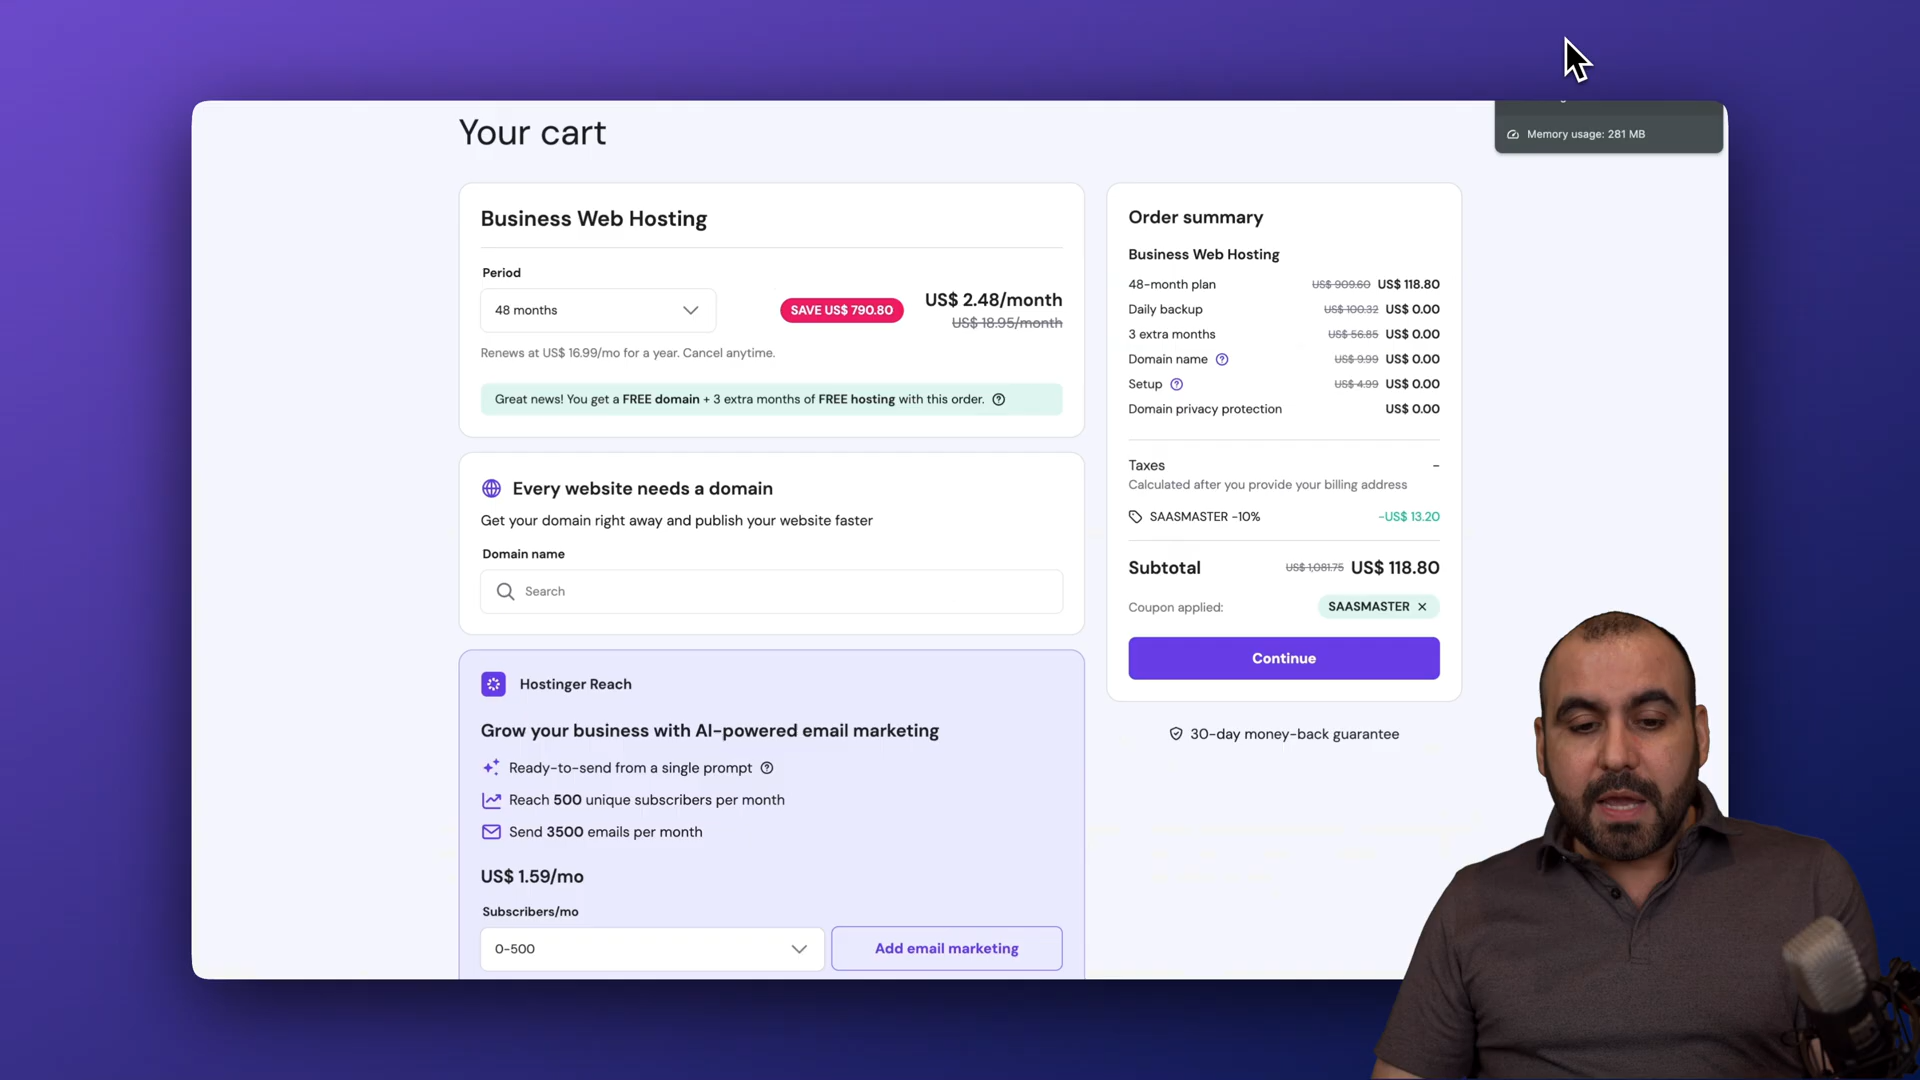 Memory usage: 281 MB
Your cart
Business Web Hosting
Period
48 months
SAVE US$ 790.80
US$ 2.48/month
US$ 18.95/month
Renews at US$ 16.99/mo for a year. Cancel anytime.
Great news! You get a FREE domain + 3 extra months of FREE hosting with this order.
Every website needs a domain
Get your domain right away and publish your website faster
Domain name
Search
Hostinger Reach
Grow your business with AI-powered email marketing
Ready-to-send from a single prompt
Reach 500 unique subscribers per month
Send 3500 emails per month
US$ 1.59/mo
Subscribers/mo
0-500
Add email marketing
Order summary
Business Web Hosting
48-month plan US$ 909.60 US$ 118.80
Daily backup US$ 100.32 US$ 0.00
3 extra months US$ 56.85 US$ 0.00
Domain name US$ 9.99 US$ 0.00
Setup US$ 4.99 US$ 0.00
Domain privacy protection US$ 0.00
Taxes -
Calculated after you provide your billing address
SAASMASTER -10% -US$ 13.20
Subtotal US$ 1,081.75 US$ 118.80
Coupon applied: SAASMASTER ×
Continue
30-day money-back guarantee